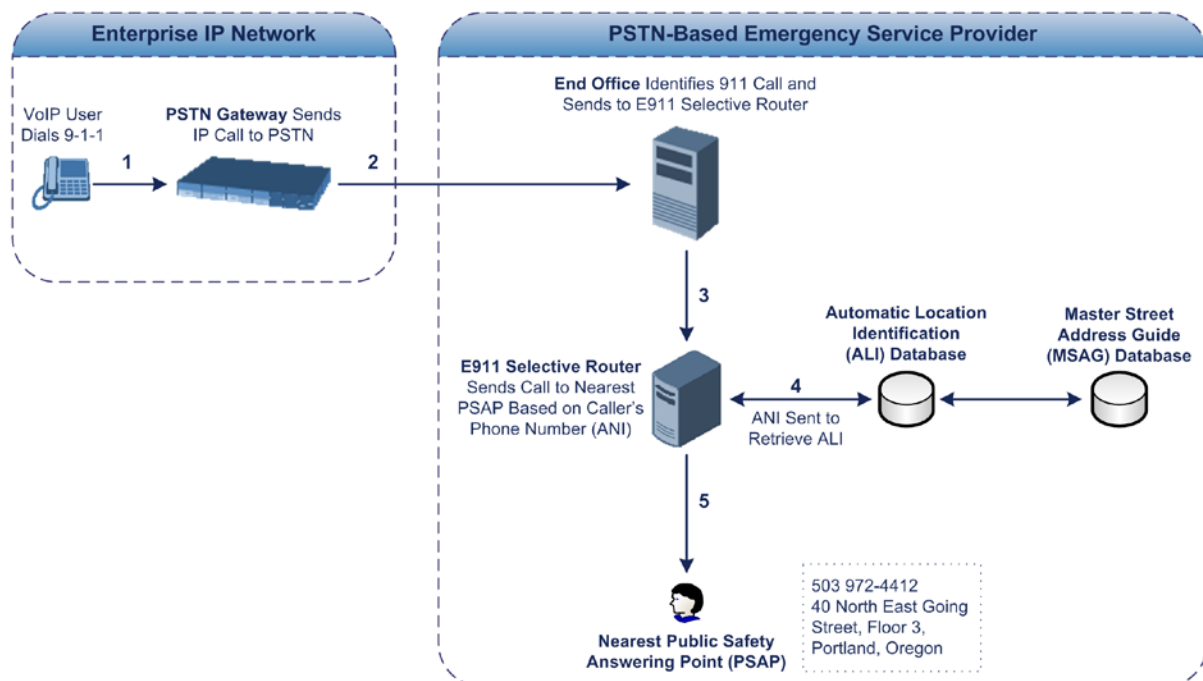 Enterprise IP Network
PSTN-Based Emergency Service Provider
VoIP User
Dials 9-1-1
PSTN Gateway Sends
IP Call to PSTN
End Office Identifies 911 Call and
Sends to E911 Selective Router
1
2
3
E911 Selective Router
Sends Call to Nearest
PSAP Based on Caller's
Phone Number (ANI)
4
ANI Sent to
Retrieve ALI
Automatic Location
Identification
(ALI) Database
Master Street
Address Guide
(MSAG) Database
5
Nearest Public Safety
Answering Point (PSAP)
503 972-4412
40 North East Going
Street, Floor 3,
Portland, Oregon